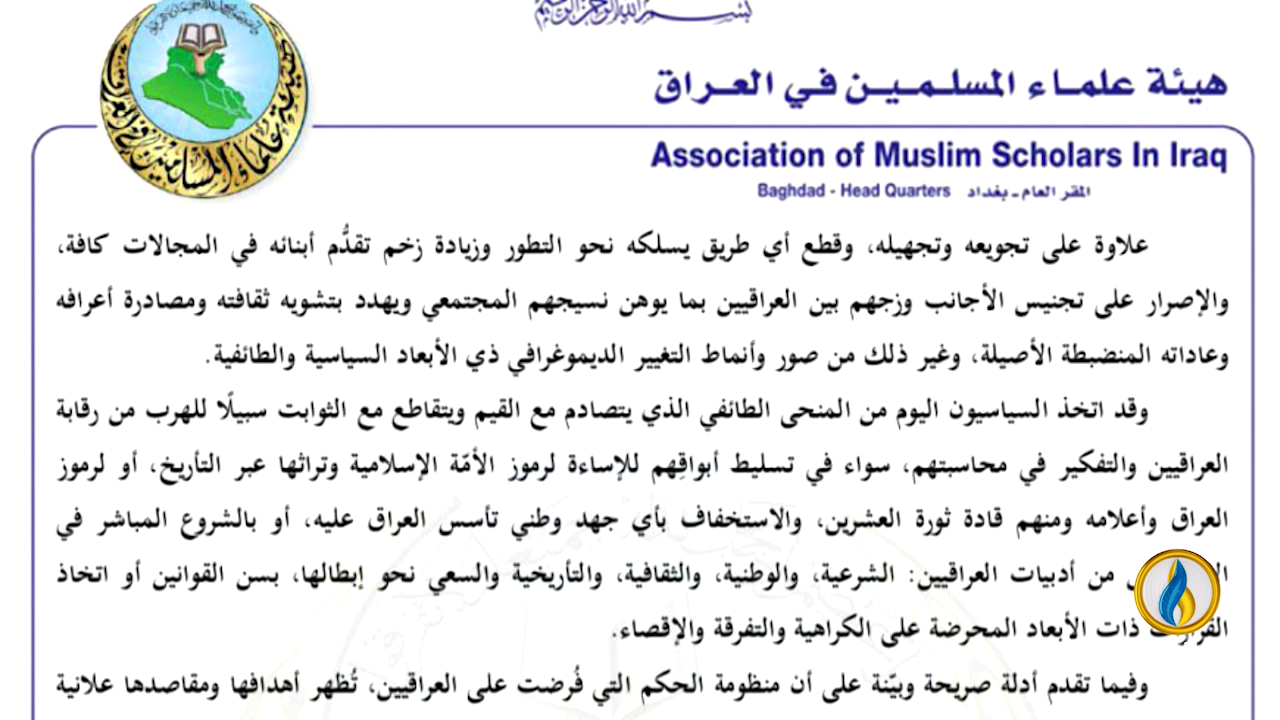 بسم الله الرحمن الرحيم
هيئة علماء المسلمين في العراق
هيئة علماء المسلمين في العراق
Association of Muslim Scholars In Iraq
Baghdad - Head Quarters المقر العام - بغداد
علاوة على تجويعه وتجهيله، وقطع أي طريق يسلكه نحو التطور وزيادة زخم تقدُّم أبنائه في المجالات كافة،
والإصرار على تجنيس الأجانب وزجهم بين العراقيين بما يوهن نسيجهم المجتمعي ويهدد بتشويه ثقافته ومصادرة أعرافه
وعاداته المنضبطة الأصيلة، وغير ذلك من صور وأنماط التغيير الديموغرافي ذي الأبعاد السياسية والطائفية.
وقد اتخذ السياسيون اليوم من المنحى الطائفي الذي يتصادم مع القيم ويتقاطع مع الثوابت سبيلًا للهرب من رقابة
العراقيين والتفكير في محاسبتهم، سواء في تسليط أبواقِهم للإساءة لرموز الأمّة الإسلامية وتراثها عبر التأريخ، أو لرموز
العراق وأعلامه ومنهم قادة ثورة العشرين، والاستخفاف بأي جهد وطني تأسس العراق عليه، أو بالشروع المباشر في
من أدبيات العراقيين: الشرعية، والوطنية، والثقافية، والتأريخية والسعي نحو إبطالها، بسن القوانين أو اتخاذ
ذات الأبعاد المحرضة على الكراهية والتفرقة والإقصاء.
وفيما تقدم أدلة صريحة وبيّنة على أن منظومة الحكم التي فُرضت على العراقيين، تُظهر أهدافها ومقاصدها علانية